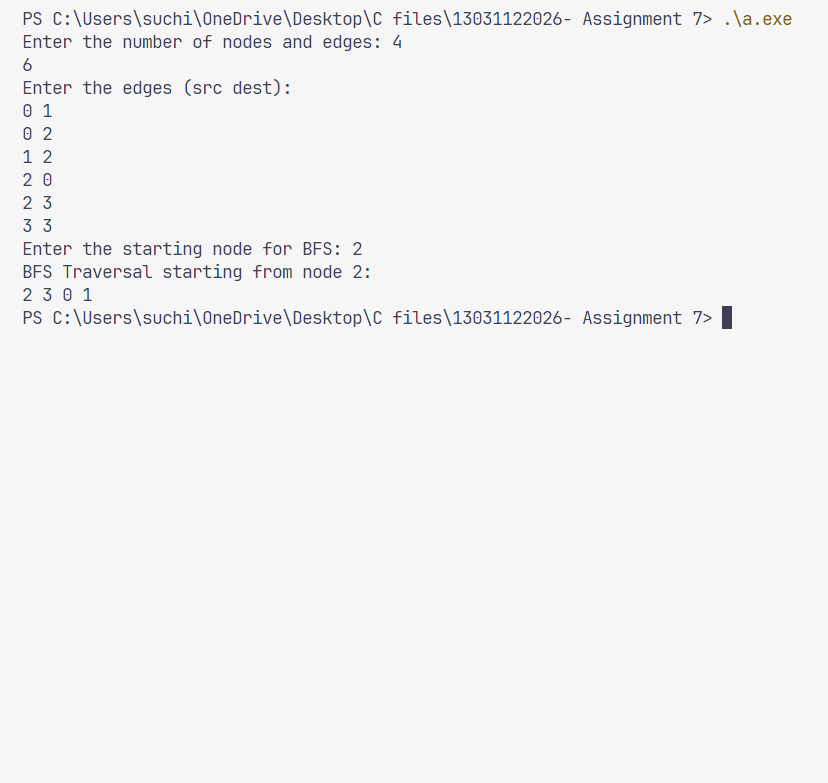 PS C:\Users\suchi\OneDrive\Desktop\C files\13031122026- Assignment 7> .\a.exe
Enter the number of nodes and edges: 4
6
Enter the edges (src dest):
0 1
0 2
1 2
2 0
2 3
3 3
Enter the starting node for BFS: 2
BFS Traversal starting from node 2:
2 3 0 1
PS C:\Users\suchi\OneDrive\Desktop\C files\13031122026- Assignment 7>